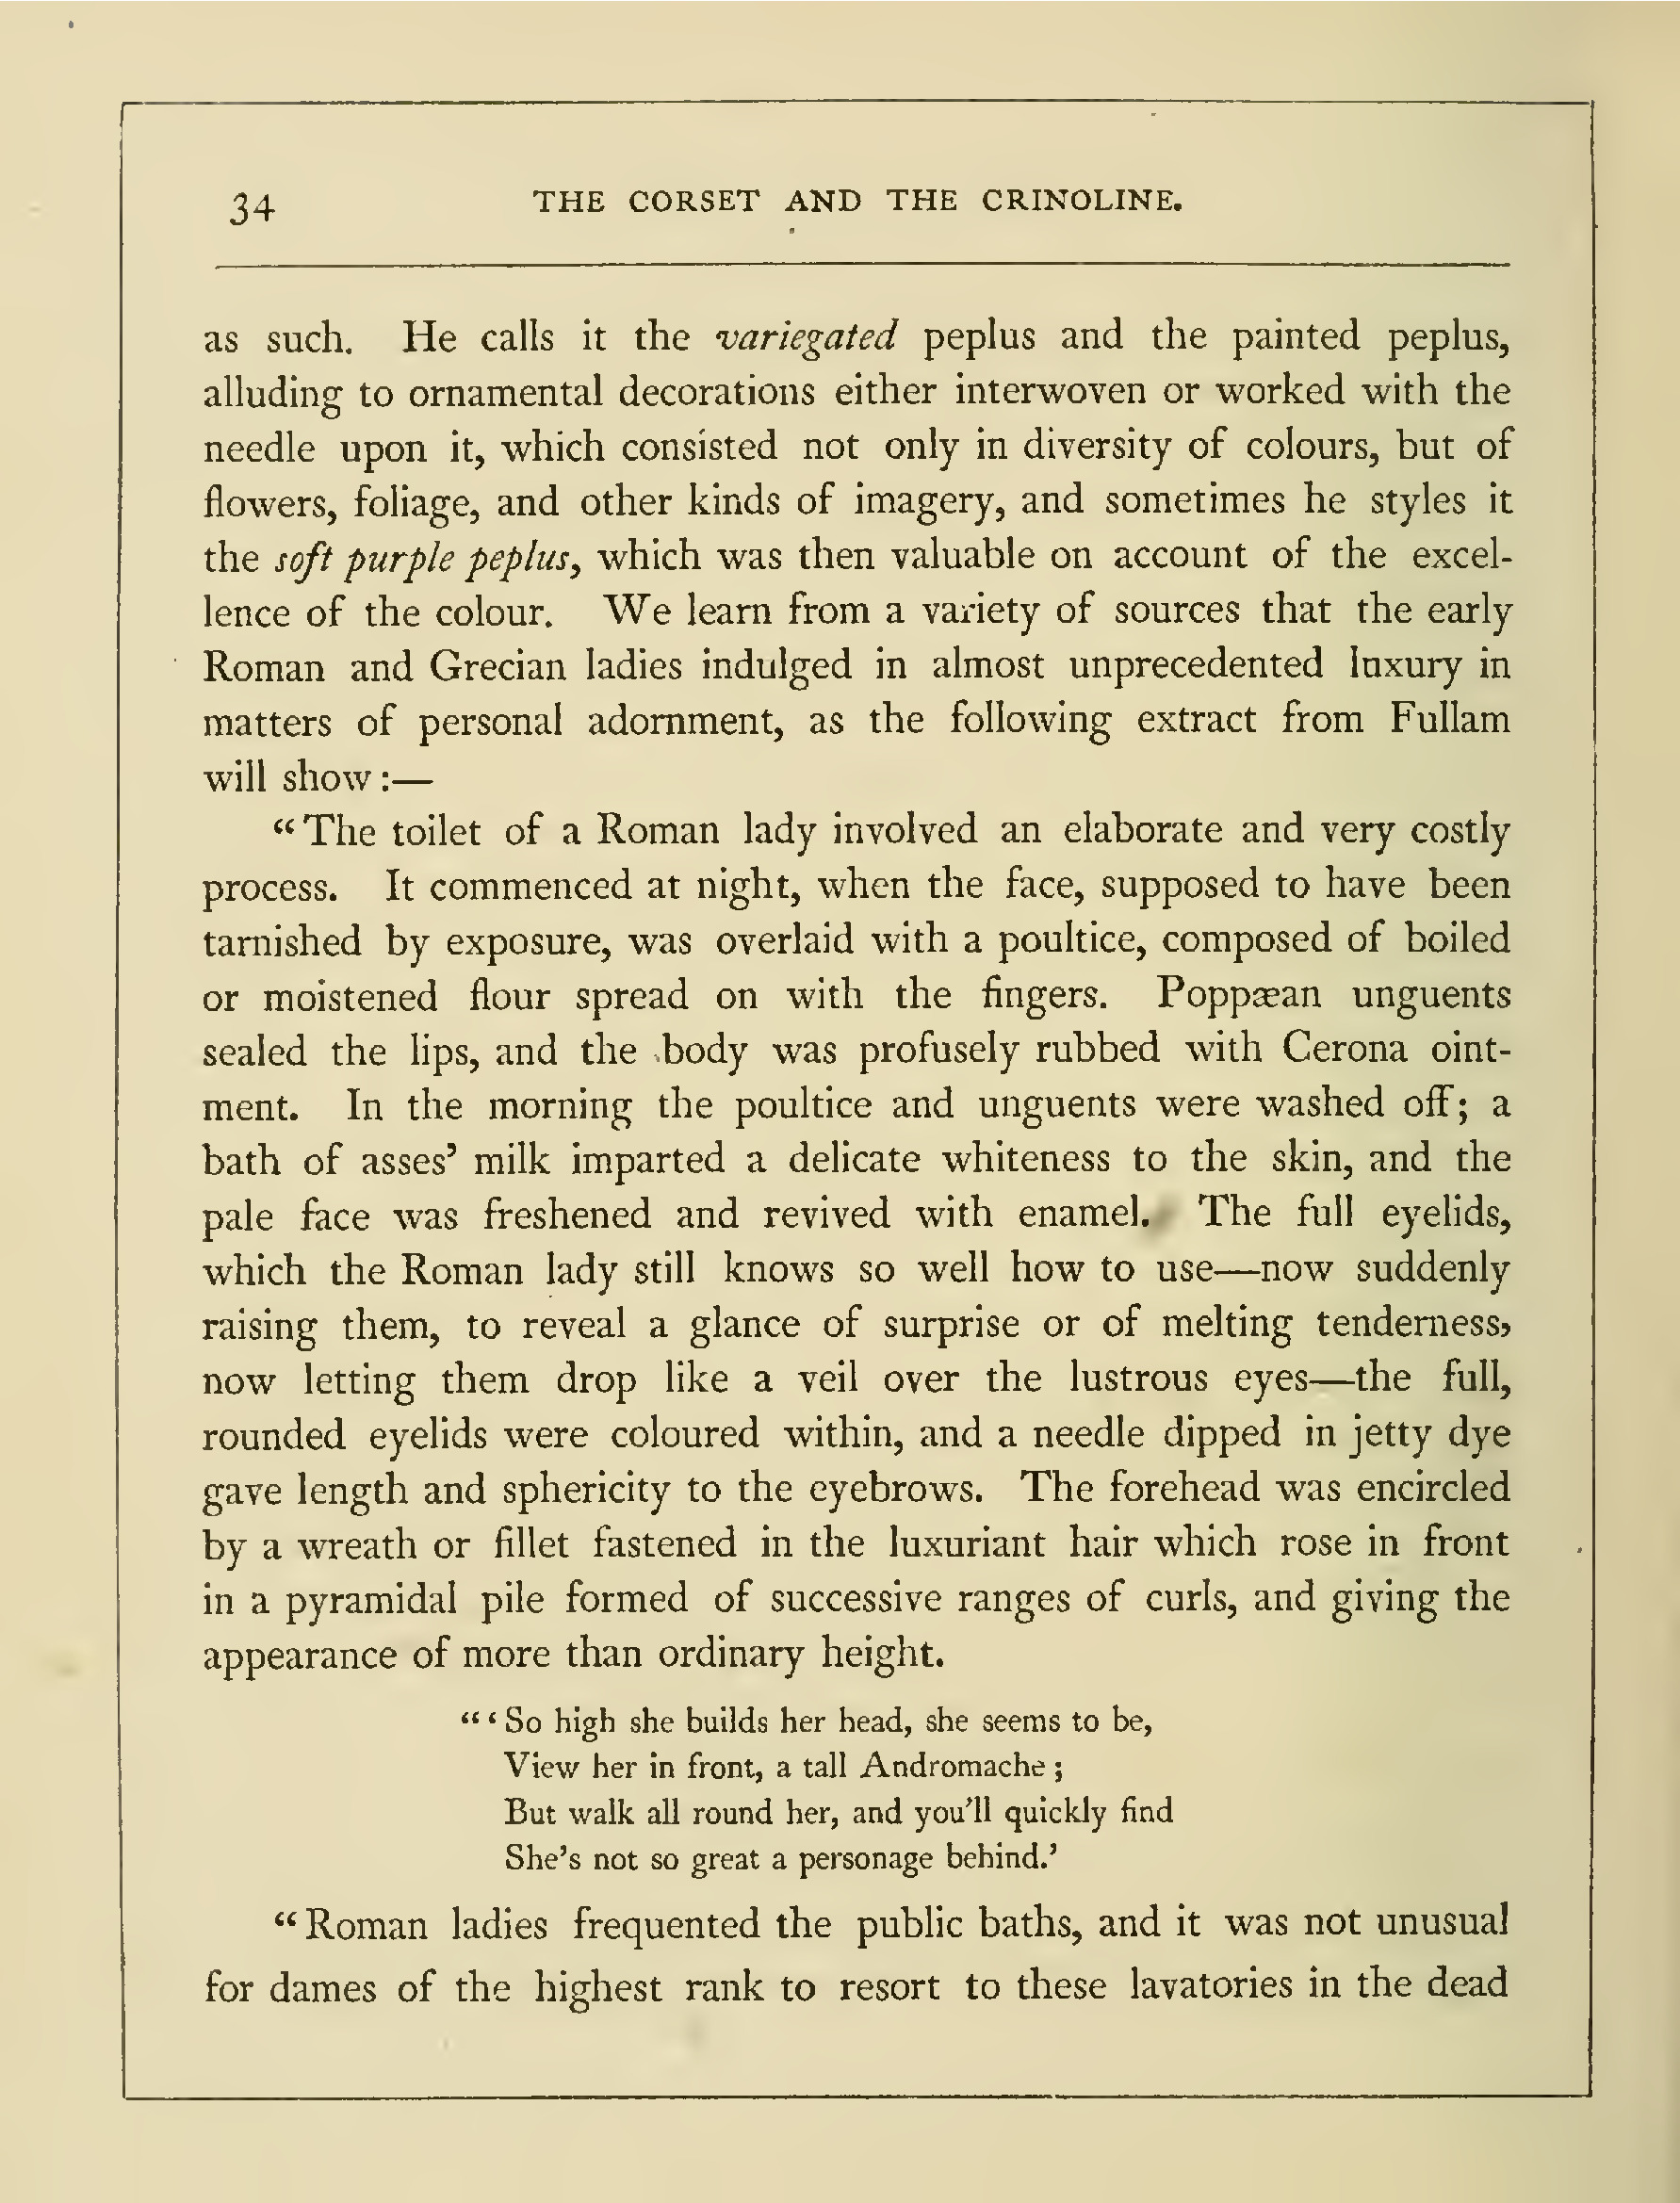 34 THE CORSET AND THE CRINOLINE.
as such. He calls it the variegated peplus and the painted peplus,
alluding to ornamental decorations either interwoven or worked with the
needle upon it, which consisted not only in diversity of colours, but of
flowers, foliage, and other kinds of imagery, and sometimes he styles it
the soft purple peplus, which was then valuable on account of the excel-
lence of the colour. We learn from a variety of sources that the early
Roman and Grecian ladies indulged in almost unprecedented luxury in
matters of personal adornment, as the following extract from Fullam
will show:—
“The toilet of a Roman lady involved an elaborate and very costly
process. It commenced at night, when the face, supposed to have been
tarnished by exposure, was overlaid with a poultice, composed of boiled
or moistened flour spread on with the fingers. Poppæan unguents
sealed the lips, and the body was profusely rubbed with Cerona oint-
ment. In the morning the poultice and unguents were washed off; a
bath of asses’ milk imparted a delicate whiteness to the skin, and the
pale face was freshened and revived with enamel. The full eyelids,
which the Roman lady still knows so well how to use—now suddenly
raising them, to reveal a glance of surprise or of melting tenderness,
now letting them drop like a veil over the lustrous eyes—the full,
rounded eyelids were coloured within, and a needle dipped in jetty dye
gave length and sphericity to the eyebrows. The forehead was encircled
by a wreath or fillet fastened in the luxuriant hair which rose in front
in a pyramidal pile formed of successive ranges of curls, and giving the
appearance of more than ordinary height.
“‘So high she builds her head, she seems to be,
View her in front, a tall Andromache;
But walk all round her, and you’ll quickly find
She’s not so great a personage behind.’
“Roman ladies frequented the public baths, and it was not unusual
for dames of the highest rank to resort to these lavatories in the dead